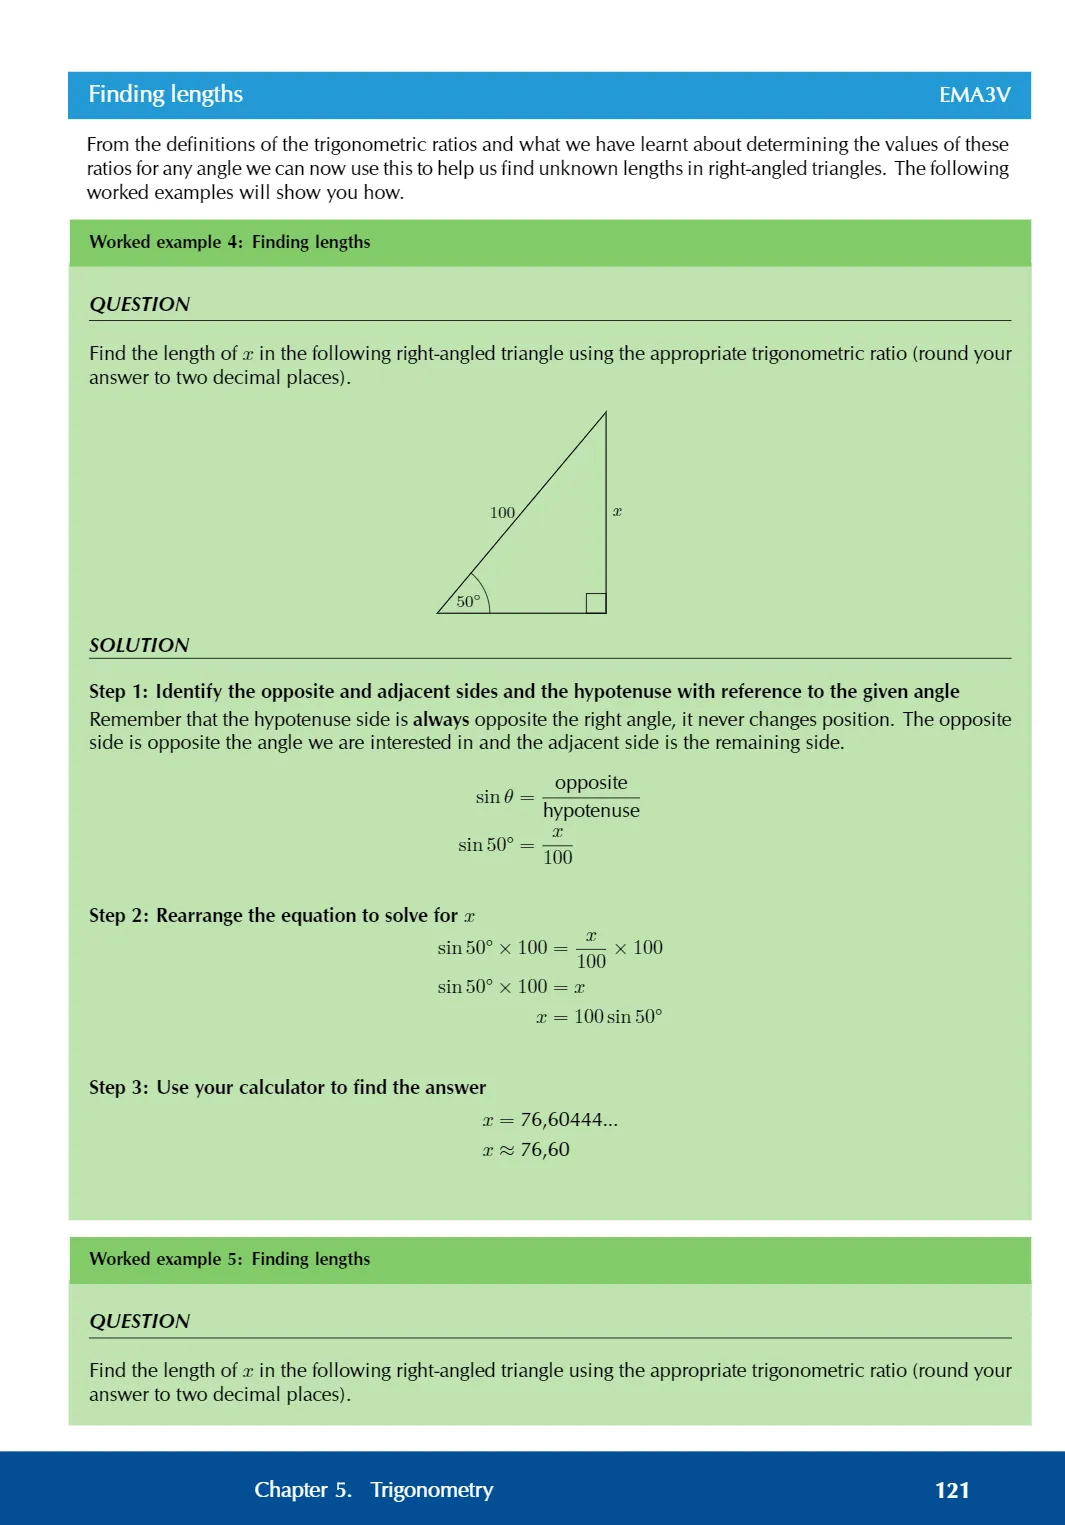 Finding lengths EMA3V
From the definitions of the trigonometric ratios and what we have learnt about determining the values of these
ratios for any angle we can now use this to help us find unknown lengths in right-angled triangles. The following
worked examples will show you how.
Worked example 4: Finding lengths
QUESTION
Find the length of x in the following right-angled triangle using the appropriate trigonometric ratio (round your
answer to two decimal places).
100
x
50°
SOLUTION
Step 1: Identify the opposite and adjacent sides and the hypotenuse with reference to the given angle
Remember that the hypotenuse side is always opposite the right angle, it never changes position. The opposite
side is opposite the angle we are interested in and the adjacent side is the remaining side.
sin θ = opposite / hypotenuse
sin 50° = x / 100
Step 2: Rearrange the equation to solve for x
sin 50° × 100 = x / 100 × 100
sin 50° × 100 = x
x = 100 sin 50°
Step 3: Use your calculator to find the answer
x = 76,60444...
x ≈ 76,60
Worked example 5: Finding lengths
QUESTION
Find the length of x in the following right-angled triangle using the appropriate trigonometric ratio (round your
answer to two decimal places).
Chapter 5. Trigonometry 121